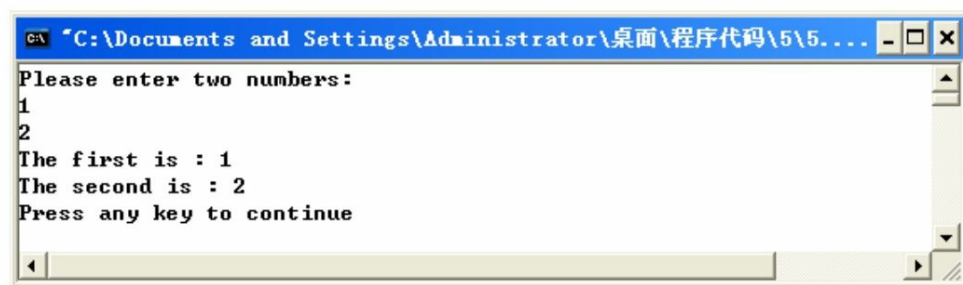 "C:\Documents and Settings\Administrator\桌面\程序代码\5\5....
Please enter two numbers:
1
2
The first is : 1
The second is : 2
Press any key to continue